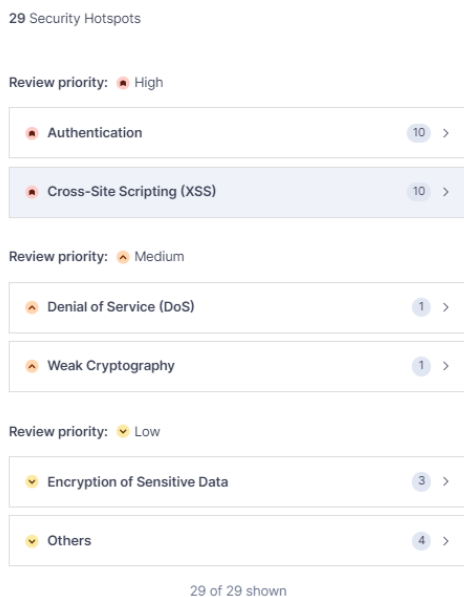 29 Security Hotspots
Review priority: High
Authentication 10
Cross-Site Scripting (XSS) 10
Review priority: Medium
Denial of Service (DoS) 1
Weak Cryptography 1
Review priority: Low
Encryption of Sensitive Data 3
Others 4
29 of 29 shown